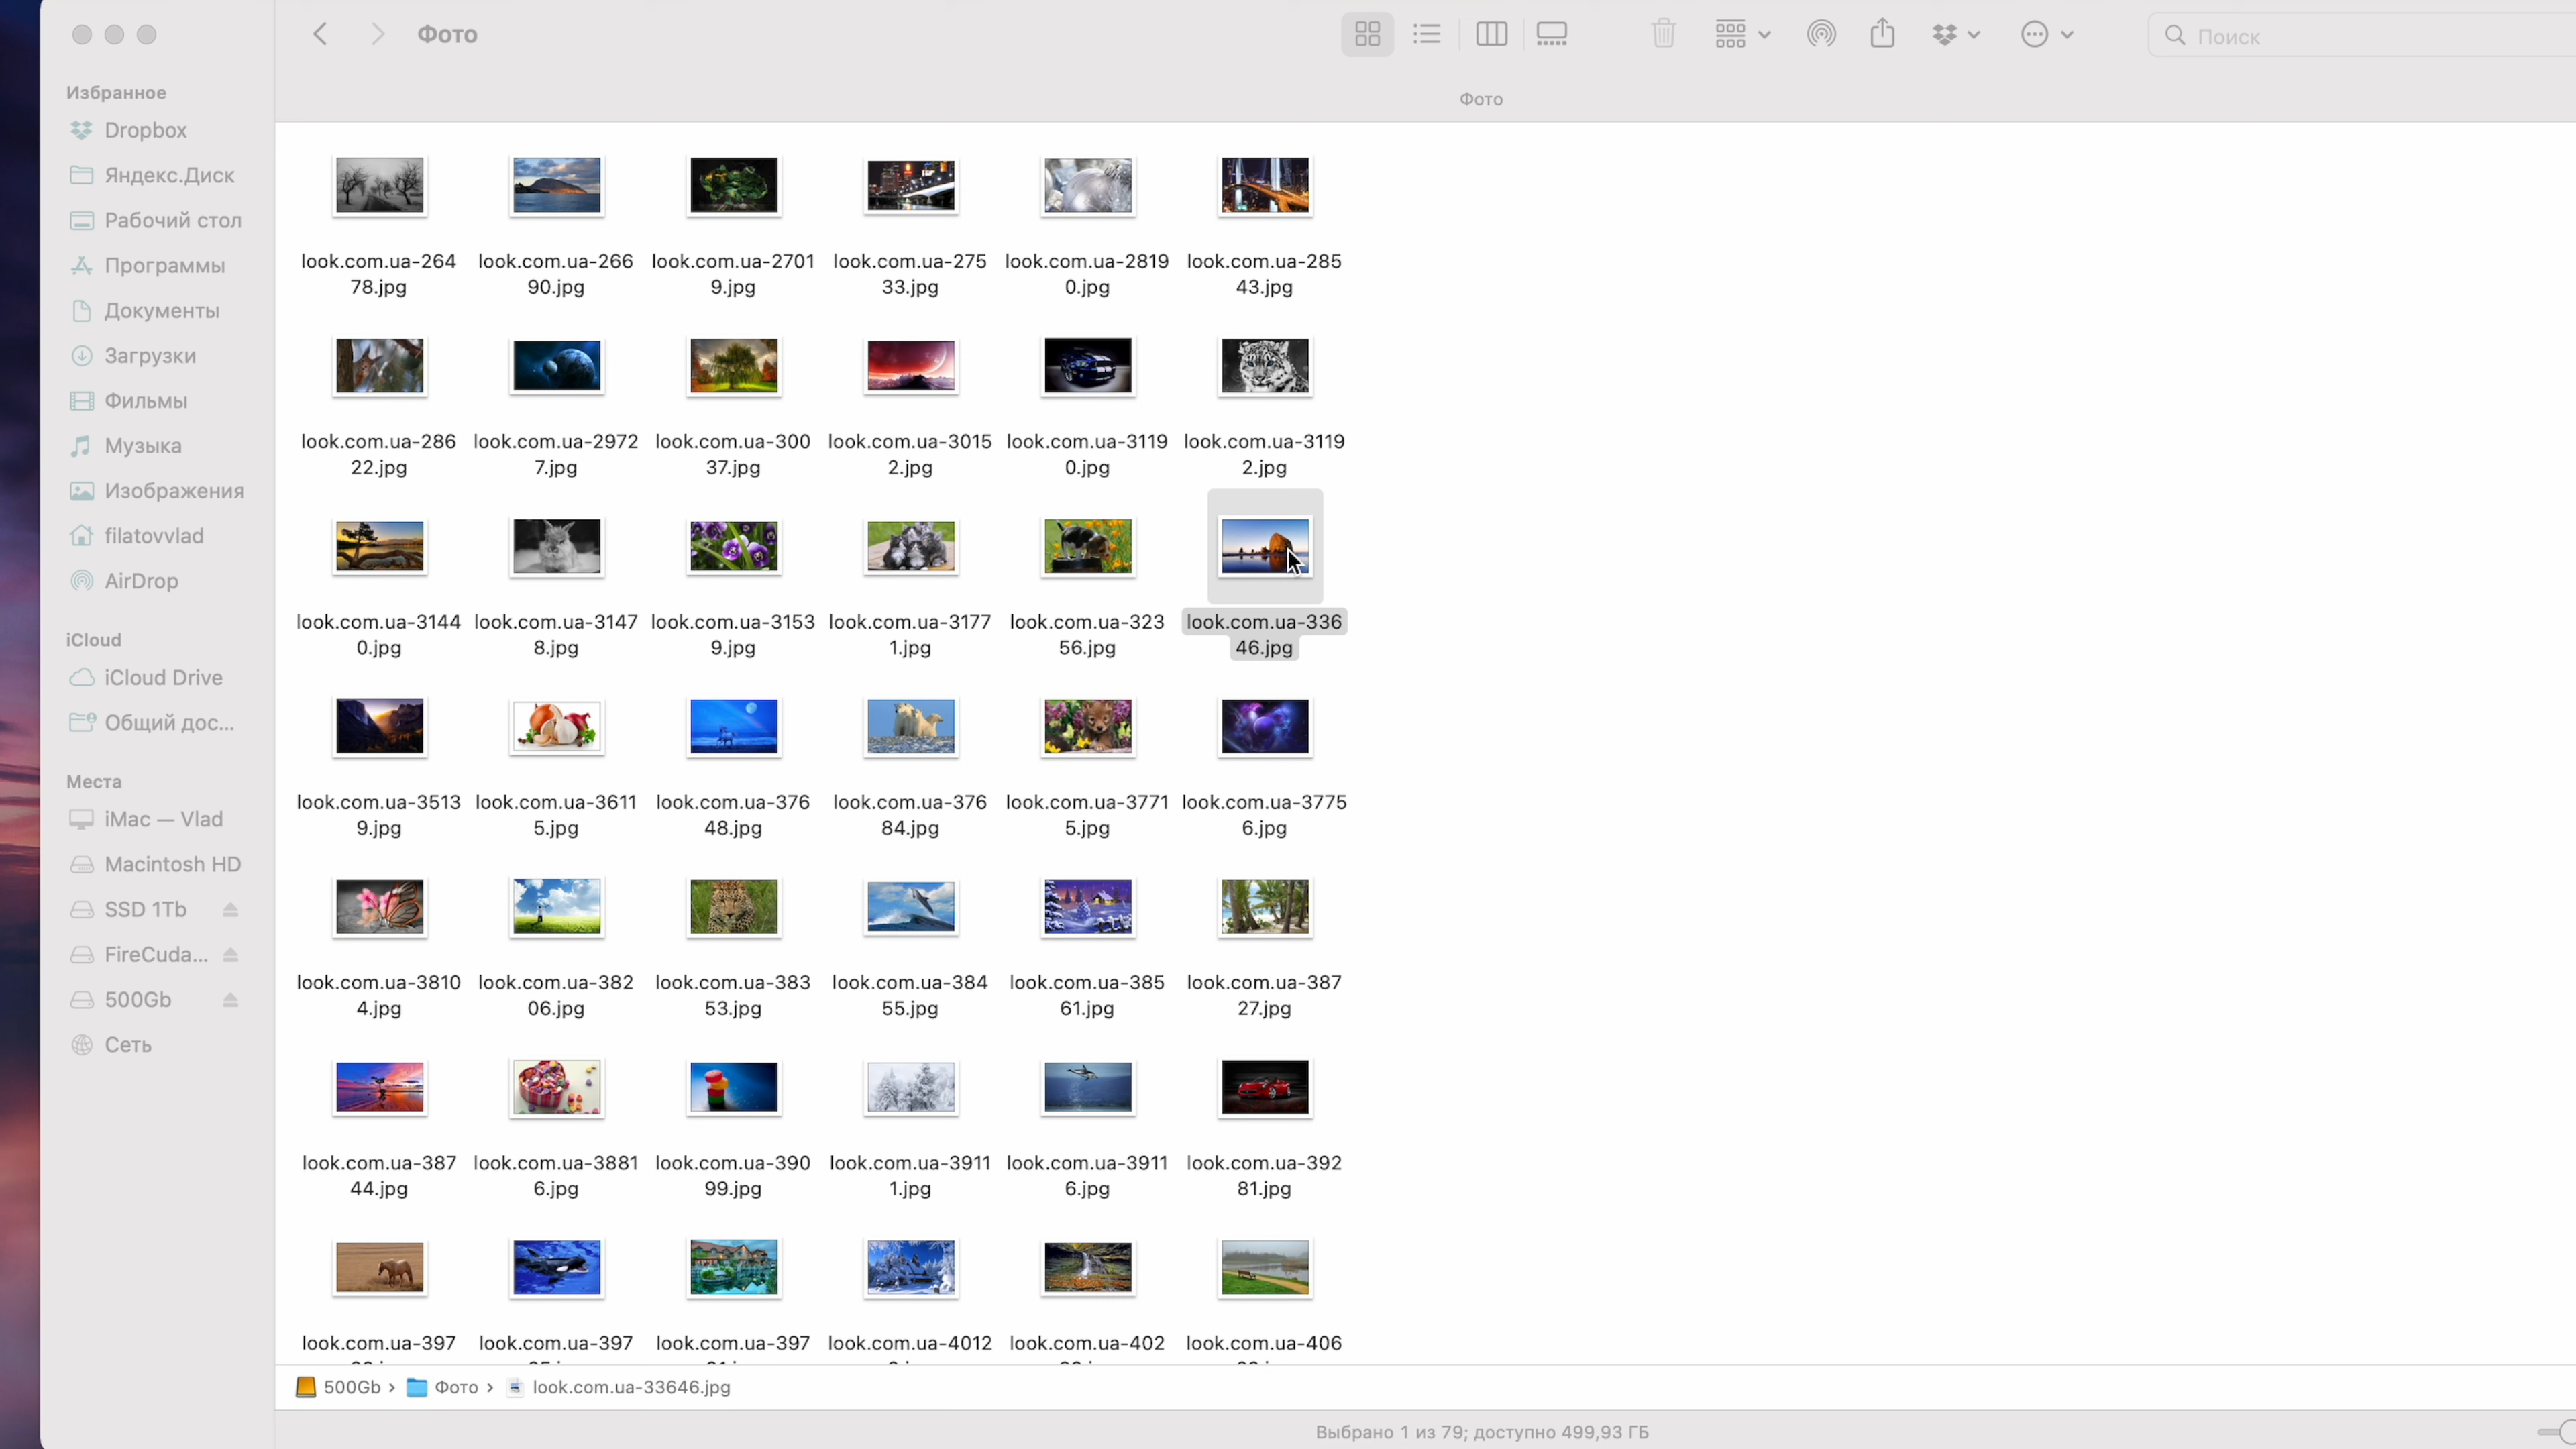 Фото
Поиск
Фото
Избранное
Dropbox
Яндекс.Диск
Рабочий стол
Программы
Документы
Загрузки
Фильмы
Музыка
Изображения
filatovvlad
AirDrop
iCloud
iCloud Drive
Общий дос...
Места
iMac — Vlad
Macintosh HD
SSD 1Tb
FireCuda...
500Gb
Сеть
look.com.ua-264
78.jpg
look.com.ua-266
90.jpg
look.com.ua-2701
9.jpg
look.com.ua-275
33.jpg
look.com.ua-2819
0.jpg
look.com.ua-285
43.jpg
look.com.ua-286
22.jpg
look.com.ua-2972
7.jpg
look.com.ua-300
37.jpg
look.com.ua-3015
2.jpg
look.com.ua-3119
0.jpg
look.com.ua-3119
2.jpg
look.com.ua-3144
0.jpg
look.com.ua-3147
8.jpg
look.com.ua-3153
9.jpg
look.com.ua-3177
1.jpg
look.com.ua-323
56.jpg
look.com.ua-336
46.jpg
look.com.ua-3513
9.jpg
look.com.ua-3611
5.jpg
look.com.ua-376
48.jpg
look.com.ua-376
84.jpg
look.com.ua-3771
5.jpg
look.com.ua-3775
6.jpg
look.com.ua-3810
4.jpg
look.com.ua-382
06.jpg
look.com.ua-383
53.jpg
look.com.ua-384
55.jpg
look.com.ua-385
61.jpg
look.com.ua-387
27.jpg
look.com.ua-387
44.jpg
look.com.ua-3881
6.jpg
look.com.ua-390
99.jpg
look.com.ua-3911
1.jpg
look.com.ua-3911
6.jpg
look.com.ua-392
81.jpg
look.com.ua-397
look.com.ua-397
look.com.ua-397
look.com.ua-4012
look.com.ua-402
look.com.ua-406
500Gb › Фото › look.com.ua-33646.jpg
Выбрано 1 из 79; доступно 499,93 ГБ